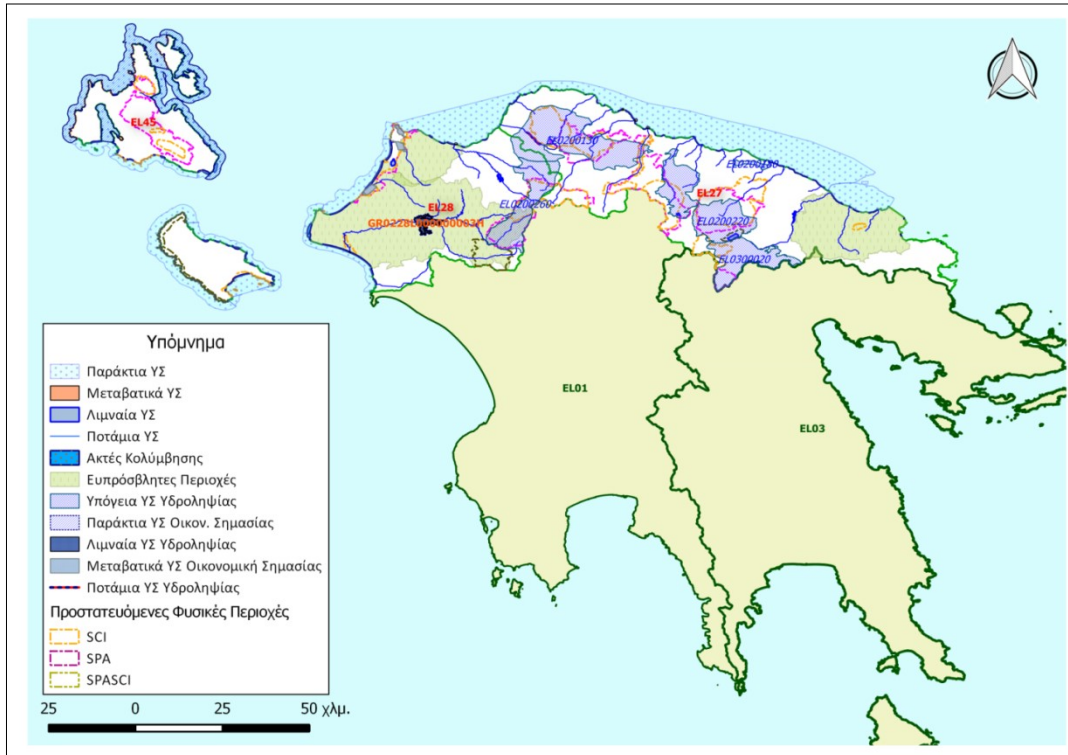 EL45
EL0200150
EL0200180
EL27
EL0200260
EL28
EL0200220
EL0300020
EL01
EL03
Υπόμνημα
Παράκτια ΥΣ
Μεταβατικά ΥΣ
Λιμναία ΥΣ
Ποτάμια ΥΣ
Ακτές Κολύμβησης
Ευπρόσβλητες Περιοχές
Υπόγεια ΥΣ Υδροληψίας
Παράκτια ΥΣ Οικον. Σημασίας
Λιμναία ΥΣ Υδροληψίας
Μεταβατικά ΥΣ Οικονομική Σημασίας
Ποτάμια ΥΣ Υδροληψίας
Προστατευόμενες Φυσικές Περιοχές
SCI
SPA
SPASCI
25 0 25 50 χλμ.